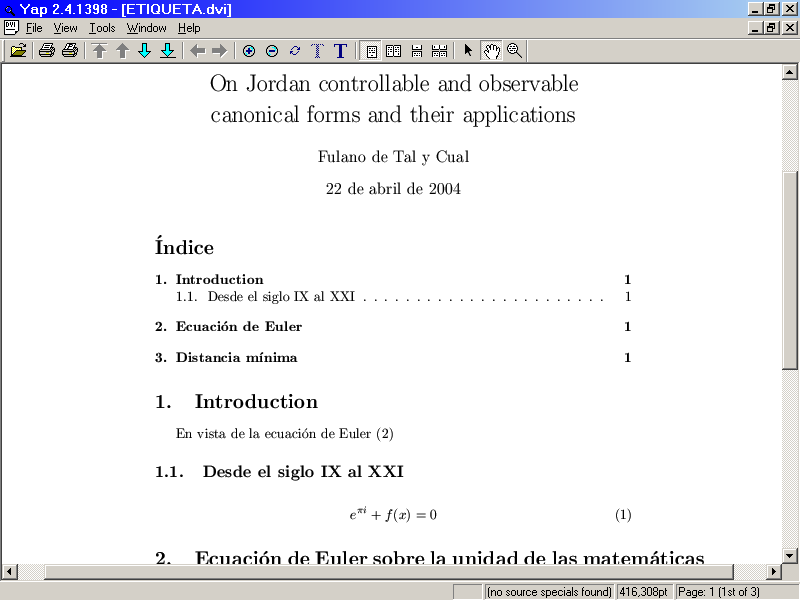 Yap 2.4.1398 - [ETIQUETA.dvi]
File View Tools Window Help
On Jordan controllable and observable
canonical forms and their applications
Fulano de Tal y Cual
22 de abril de 2004
Índice
1. Introduction 1
1.1. Desde el siglo IX al XXI . . . . . . . . . . . . . . . . . . . . . . . 1
2. Ecuación de Euler 1
3. Distancia mínima 1
1. Introduction
En vista de la ecuación de Euler (2)
1.1. Desde el siglo IX al XXI
e^{πi} + f(x) = 0 (1)
2. Ecuación de Euler sobre la unidad de las matemáticas
(no source specials found) 416,308pt Page: 1 (1st of 3)